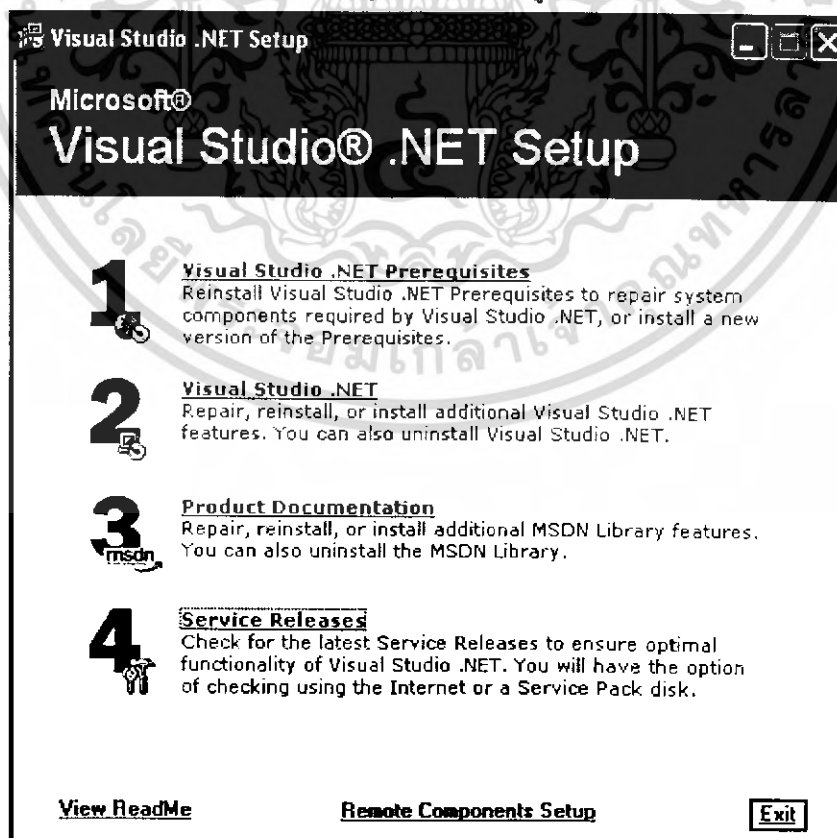 Visual Studio .NET Setup
Microsoft®
Visual Studio® .NET Setup
1
Visual Studio .NET Prerequisites
Reinstall Visual Studio .NET Prerequisites to repair system
components required by Visual Studio .NET, or install a new
version of the Prerequisites.
2
Visual Studio .NET
Repair, reinstall, or install additional Visual Studio .NET
features. You can also uninstall Visual Studio .NET.
3
msdn
Product Documentation
Repair, reinstall, or install additional MSDN Library features.
You can also uninstall the MSDN Library.
4
Service Releases
Check for the latest Service Releases to ensure optimal
functionality of Visual Studio .NET. You will have the option
of checking using the Internet or a Service Pack disk.
View ReadMe
Remote Components Setup
Exit